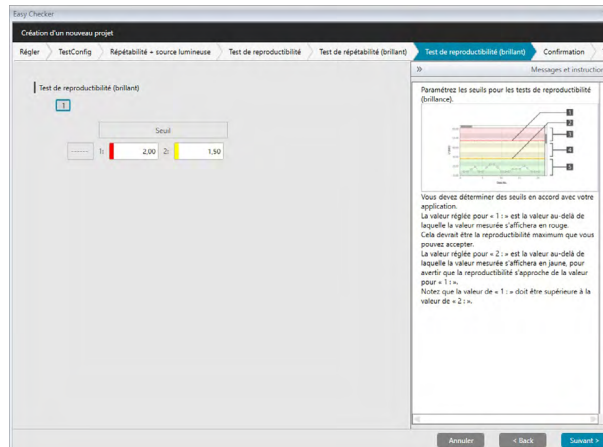 Easy Checker
Création d'un nouveau projet
Régler
TestConfig
Répétabilité + source lumineuse
Test de reproductibilité
Test de répétabilité (brillant)
Test de reproductibilité (brillant)
Confirmation
»
Messages et instruction
Test de reproductibilité (brillant)
1
Seuil
------ 1: 2,00 2: 1,50
Paramétrez les seuils pour les tests de reproductibilité
(brillance).
1
2
3
4
5
Vous devez déterminer des seuils en accord avec votre
application.
La valeur réglée pour « 1 : » est la valeur au-delà de
laquelle la valeur mesurée s'affichera en rouge.
Cela devrait être la reproductibilité maximum que vous
pouvez accepter.
La valeur réglée pour « 2 : » est la valeur au-delà de
laquelle la valeur mesurée s'affichera en jaune, pour
avertir que la reproductibilité s'approche de la valeur
pour « 1 : ».
Notez que la valeur de « 1 : » doit être supérieure à la
valeur de « 2 : ».
Annuler
< Back
Suivant >